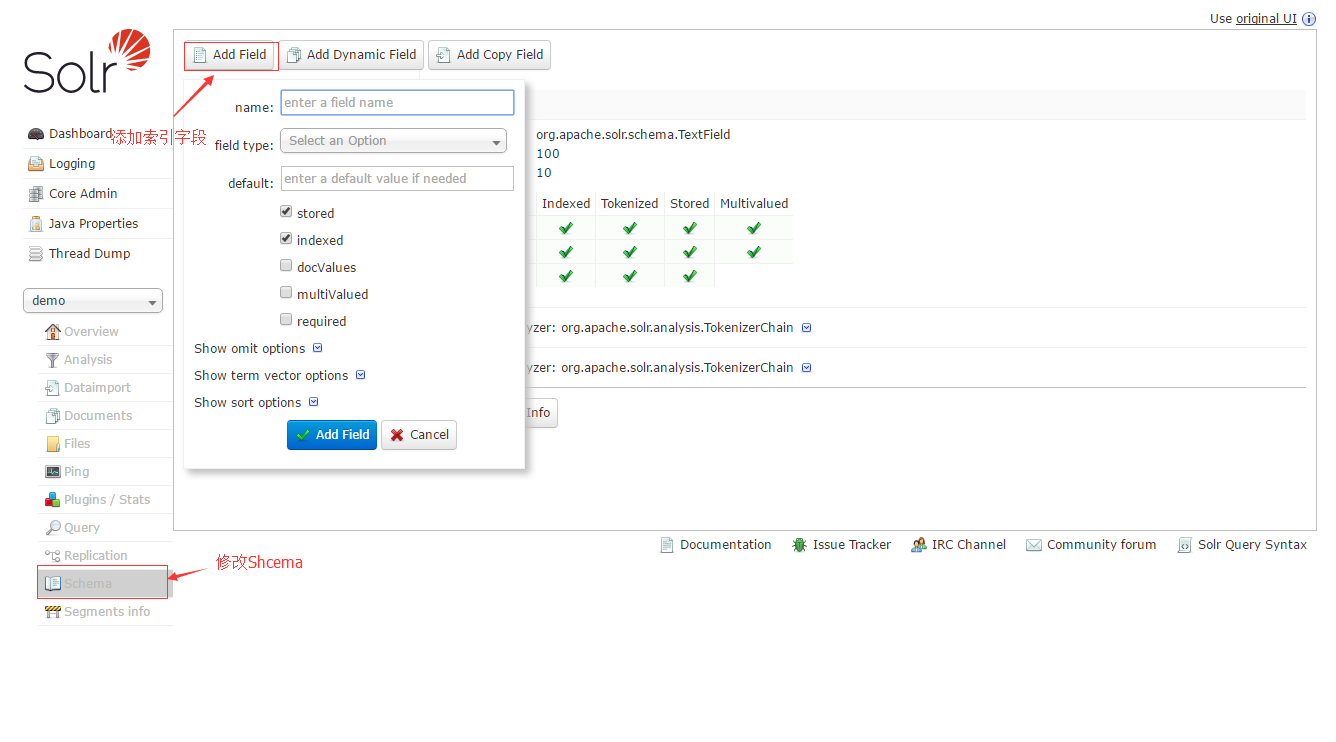 Use original UI
Solr
Add Field
Add Dynamic Field
Add Copy Field
name:
enter a field name
添加索引字段
field type:
Select an Option
default:
enter a default value if needed
stored
indexed
docValues
multiValued
required
Show omit options
Show term vector options
Show sort options
Add Field
Cancel
org.apache.solr.schema.TextField
100
10
Indexed Tokenized Stored Multivalued
yzer: org.apache.solr.analysis.TokenizerChain
yzer: org.apache.solr.analysis.TokenizerChain
Info
Dashboard
Logging
Core Admin
Java Properties
Thread Dump
demo
Overview
Analysis
Dataimport
Documents
Files
Ping
Plugins / Stats
Query
Replication
Schema
修改Shcema
Segments info
Documentation
Issue Tracker
IRC Channel
Community forum
Solr Query Syntax